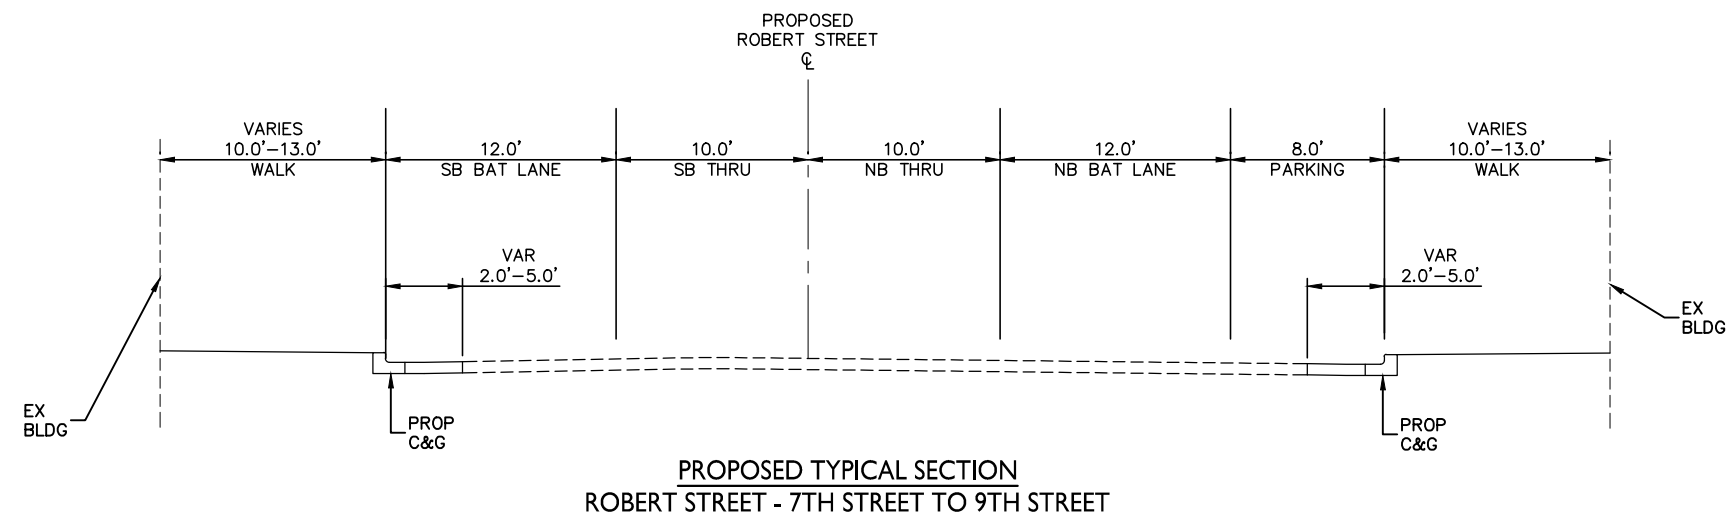 PROPOSED
ROBERT STREET
℄
VARIES
10.0'-13.0'
WALK
12.0'
SB BAT LANE
10.0'
SB THRU
10.0'
NB THRU
12.0'
NB BAT LANE
8.0'
PARKING
VARIES
10.0'-13.0'
WALK
VAR
2.0'-5.0'
VAR
2.0'-5.0'
EX
BLDG
EX
BLDG
PROP
C&G
PROP
C&G
PROPOSED TYPICAL SECTION
ROBERT STREET - 7TH STREET TO 9TH STREET